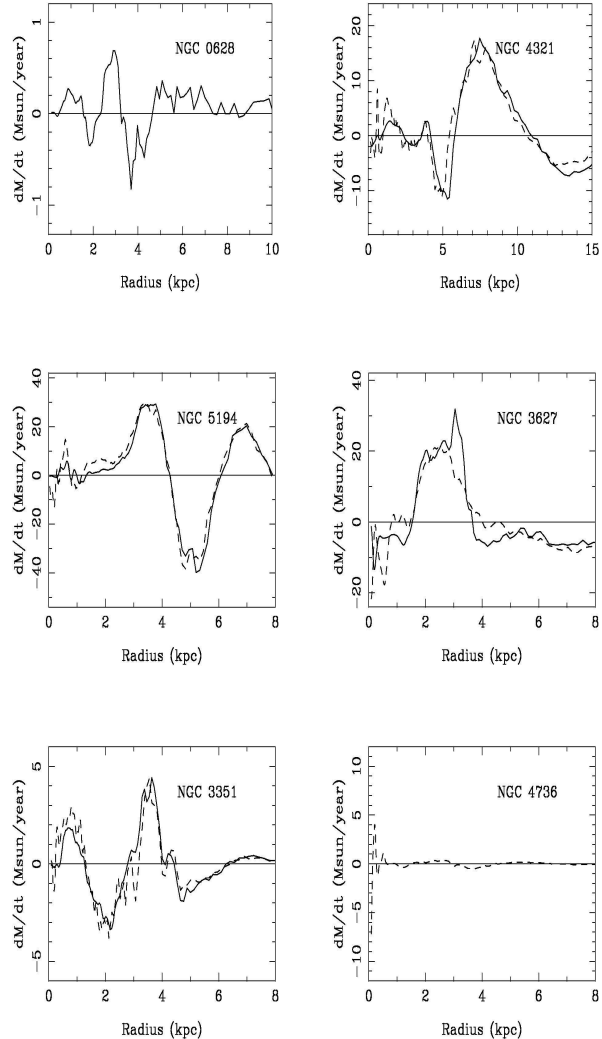 NGC 0628
dM/dt (Msun/year)
1
0
−1
0 2 4 6 8 10
Radius (kpc)
NGC 4321
dM/dt (Msun/year)
20
10
0
−10
0 5 10 15
Radius (kpc)
NGC 5194
dM/dt (Msun/year)
40
20
0
−20
−40
0 2 4 6 8
Radius (kpc)
NGC 3627
dM/dt (Msun/year)
40
20
0
−20
0 2 4 6 8
Radius (kpc)
NGC 3351
dM/dt (Msun/year)
5
0
−5
0 2 4 6 8
Radius (kpc)
NGC 4736
dM/dt (Msun/year)
10
5
0
−5
−10
0 2 4 6 8
Radius (kpc)